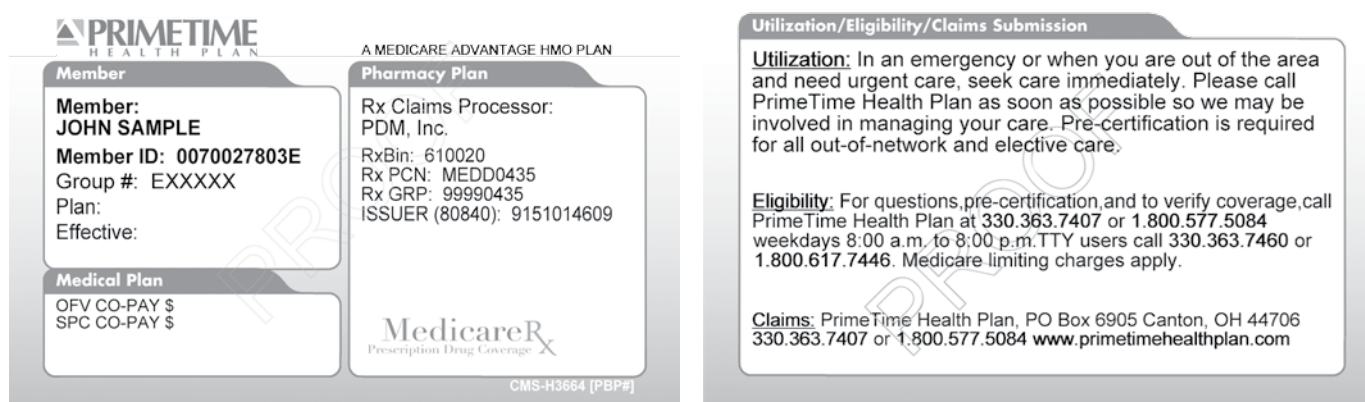 PRIMETIME
HEALTH PLAN
A MEDICARE ADVANTAGE HMO PLAN
Member
Member:
JOHN SAMPLE
Member ID: 0070027803E
Group #: EXXXXX
Plan:
Effective:
Medical Plan
OFV CO-PAY $
SPC CO-PAY $
Pharmacy Plan
Rx Claims Processor:
PDM, Inc.
RxBin: 610020
Rx PCN: MEDD0435
Rx GRP: 99990435
ISSUER (80840): 9151014609
MedicareRx
Prescription Drug Coverage
CMS-H3664 [PBP#]
PROOF
Utilization/Eligibility/Claims Submission
Utilization: In an emergency or when you are out of the area
and need urgent care, seek care immediately. Please call
PrimeTime Health Plan as soon as possible so we may be
involved in managing your care. Pre-certification is required
for all out-of-network and elective care.
Eligibility: For questions,pre-certification,and to verify coverage,call
PrimeTime Health Plan at 330.363.7407 or 1.800.577.5084
weekdays 8:00 a.m. to 8:00 p.m.TTY users call 330.363.7460 or
1.800.617.7446. Medicare limiting charges apply.
Claims: PrimeTime Health Plan, PO Box 6905 Canton, OH 44706
330.363.7407 or 1.800.577.5084 www.primetimehealthplan.com
PROOF